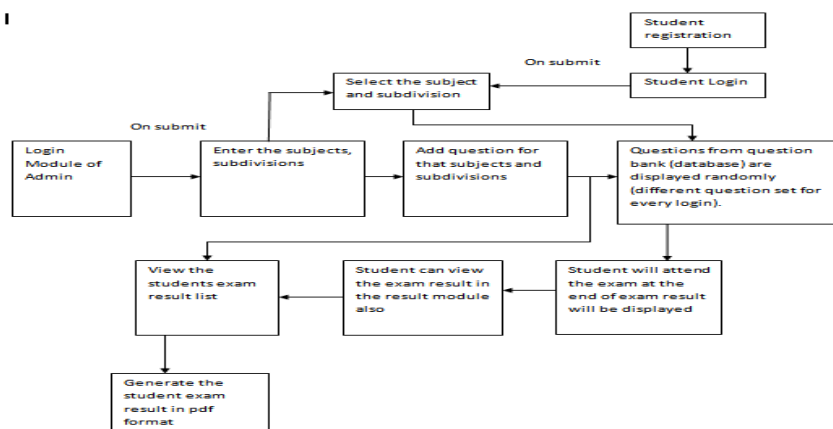 I
Student
registration
On submit
Student Login
Select the subject
and subdivision
On submit
Login
Module of
Admin
Enter the subjects,
subdivisions
Add question for
that subjects and
subdivisions
Questions from question
bank (database) are
displayed randomly
(different question set for
every login).
View the
students exam
result list
Student can view
the exam result in
the result module
also
Student will attend
the exam at the
end of exam result
will be displayed
Generate the
student exam
result in pdf
format